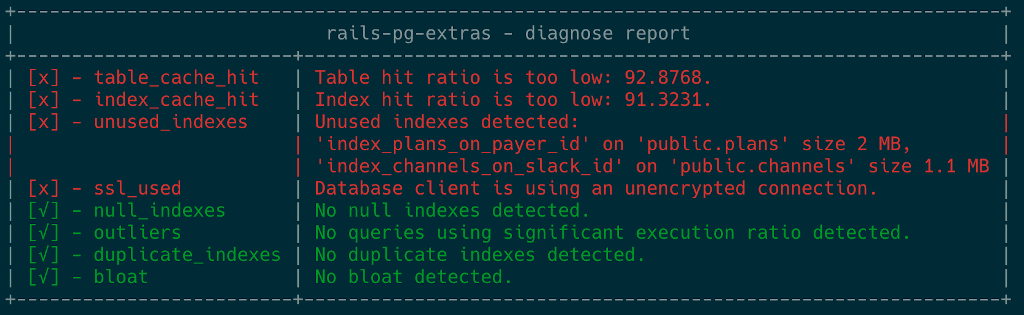 rails-pg-extras - diagnose report
[x] - table_cache_hit | Table hit ratio is too low: 92.8768.
[x] - index_cache_hit | Index hit ratio is too low: 91.3231.
[x] - unused_indexes | Unused indexes detected:
'index_plans_on_payer_id' on 'public.plans' size 2 MB,
'index_channels_on_slack_id' on 'public.channels' size 1.1 MB
[x] - ssl_used | Database client is using an unencrypted connection.
[√] - null_indexes | No null indexes detected.
[√] - outliers | No queries using significant execution ratio detected.
[√] - duplicate_indexes | No duplicate indexes detected.
[√] - bloat | No bloat detected.